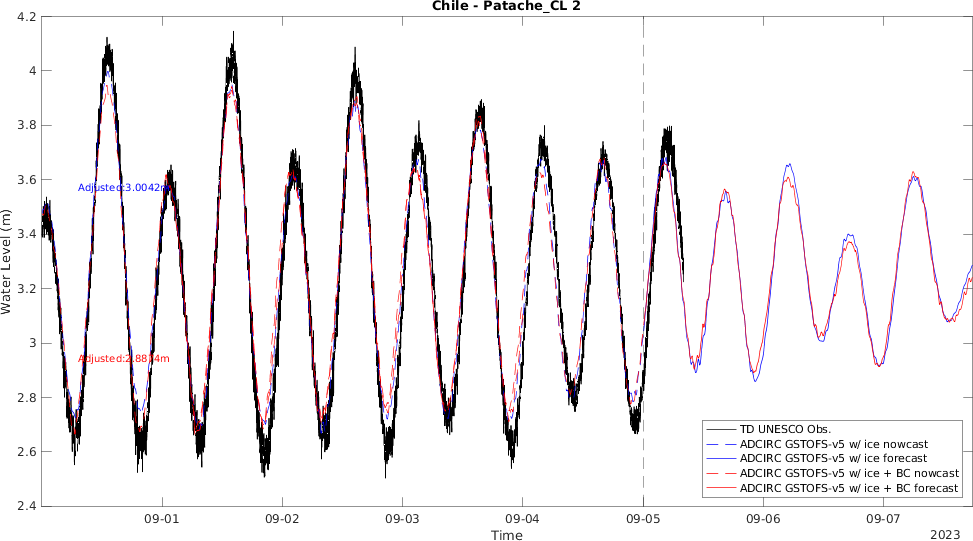 Chile - Patache_CL 2
Water Level (m)
4.2
4
3.8
3.6
3.4
3.2
3
2.8
2.6
2.4
Adjusted:3.0042m
Adjusted:2.8814m
TD UNESCO Obs.
ADCIRC GSTOFS-v5 w/ ice nowcast
ADCIRC GSTOFS-v5 w/ ice forecast
ADCIRC GSTOFS-v5 w/ ice + BC nowcast
ADCIRC GSTOFS-v5 w/ ice + BC forecast
09-01 09-02 09-03 09-04 09-05 09-06 09-07
Time
2023